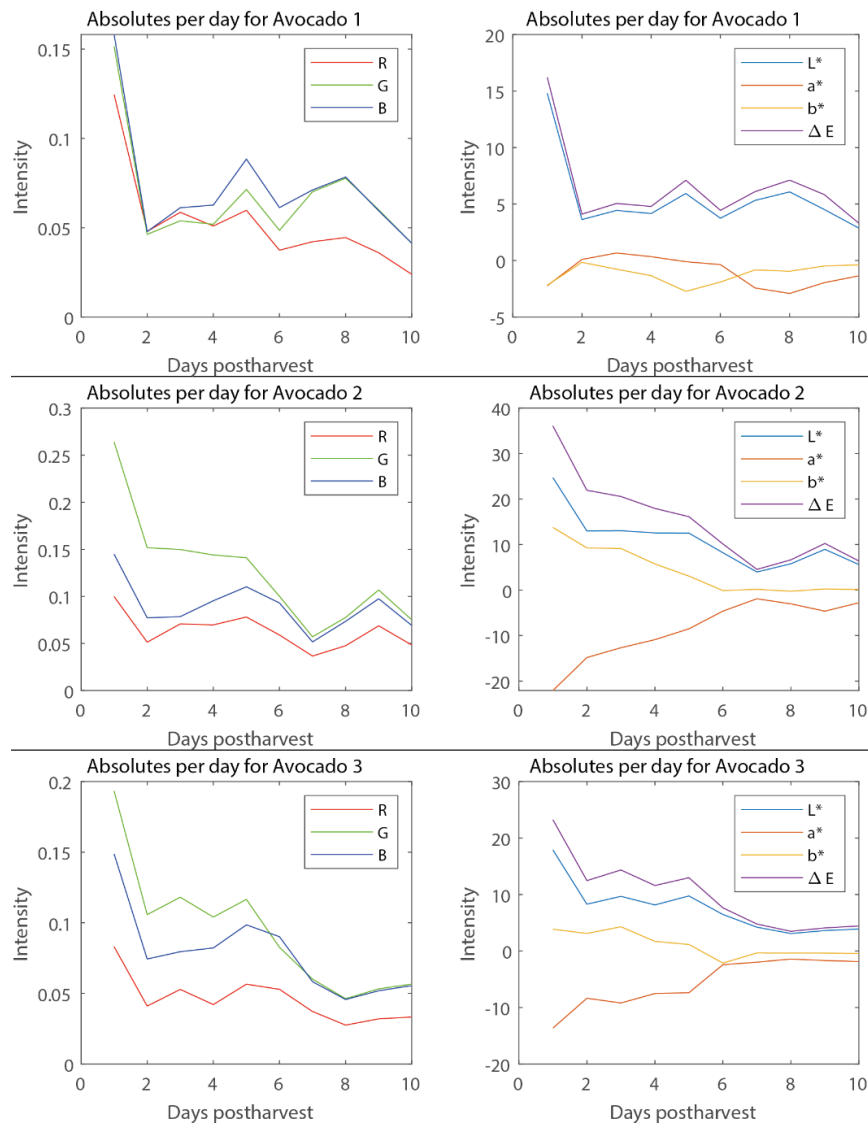 Absolutes per day for Avocado 1
0.15
0.1
0.05
0
Intensity
R
G
B
0 2 4 6 8 10
Days postharvest
Absolutes per day for Avocado 1
20
15
10
5
0
-5
Intensity
L*
a*
b*
Δ E
0 2 4 6 8 10
Days postharvest
Absolutes per day for Avocado 2
0.3
0.25
0.2
0.15
0.1
0.05
0
Intensity
R
G
B
0 2 4 6 8 10
Days postharvest
Absolutes per day for Avocado 2
40
30
20
10
0
-10
-20
Intensity
L*
a*
b*
Δ E
0 2 4 6 8 10
Days postharvest
Absolutes per day for Avocado 3
0.2
0.15
0.1
0.05
0
Intensity
R
G
B
0 2 4 6 8 10
Days postharvest
Absolutes per day for Avocado 3
30
20
10
0
-10
-20
Intensity
L*
a*
b*
Δ E
0 2 4 6 8 10
Days postharvest